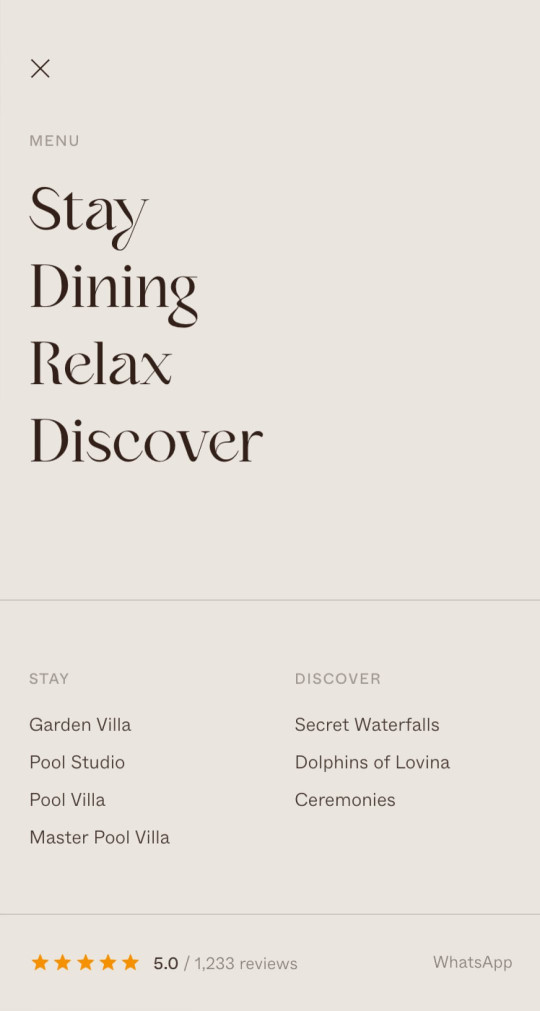 MENU
Stay
Dining
Relax
Discover
STAY
Garden Villa
Pool Studio
Pool Villa
Master Pool Villa
DISCOVER
Secret Waterfalls
Dolphins of Lovina
Ceremonies
5.0 / 1,233 reviews
WhatsApp